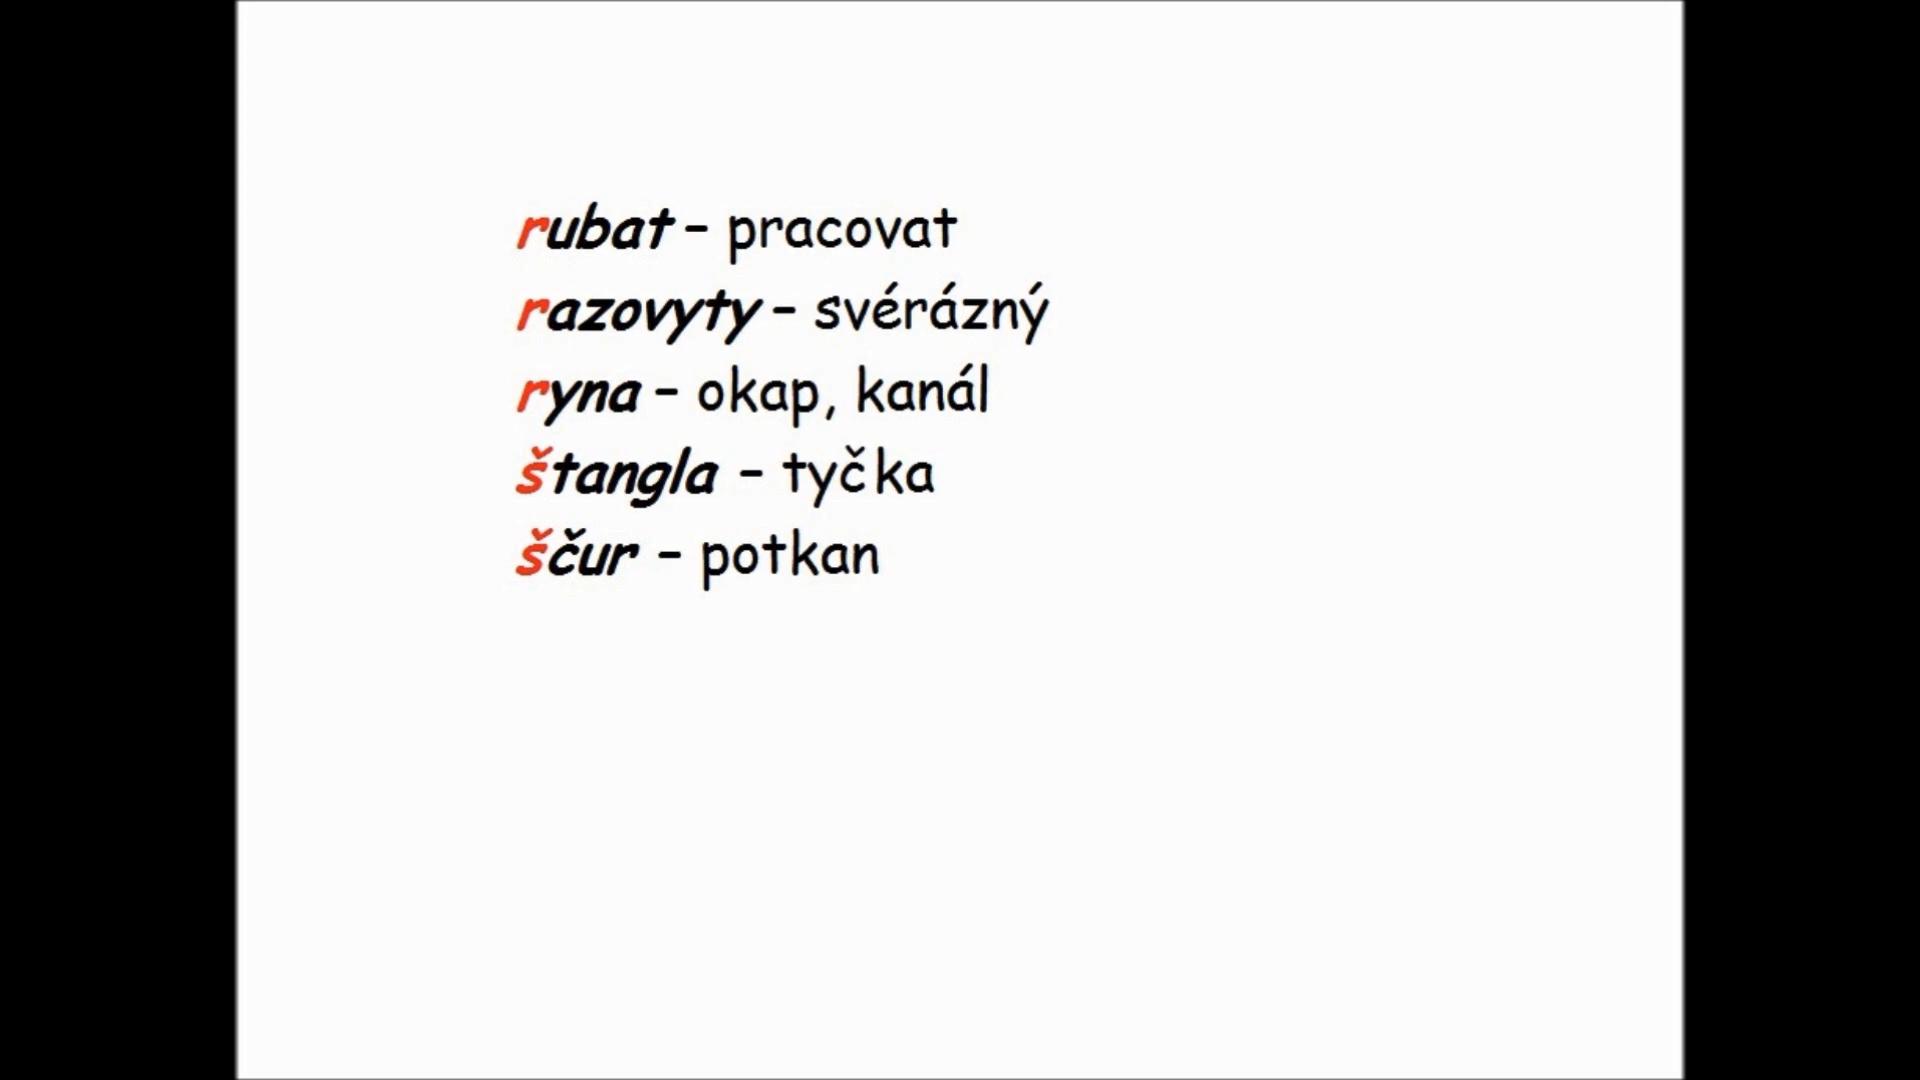 rubat – pracovat
razovyty – svérázný
ryna – okap, kanál
štangla – tyčka
ščur – potkan